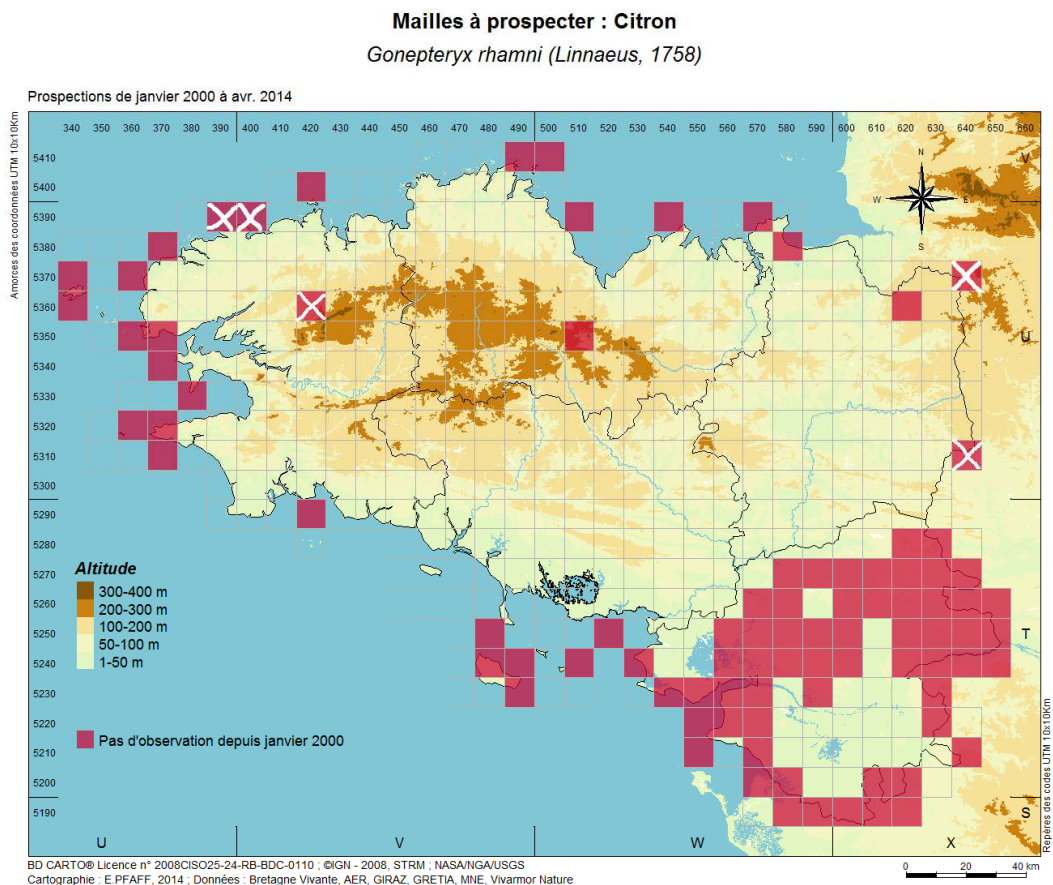 Mailles à prospecter : Citron
Gonepteryx rhamni (Linnaeus, 1758)
Prospections de janvier 2000 à avr. 2014
340 350 360 370 380 390 400 410 420 430 440 450 460 470 480 490 500 510 520 530 540 550 560 570 580 590 600 610 620 630 640 650 660
Amorces des coordonnées UTM 10x10Km
5410
5400
5390
5380
5370
5360
5350
5340
5330
5320
5310
5300
5290
5280
5270
5260
5250
5240
5230
5220
5210
5200
5190
N
W E
S
V
U
T
S
Altitude
300-400 m
200-300 m
100-200 m
50-100 m
1-50 m
Pas d'observation depuis janvier 2000
Repères des codes UTM 10x10Km
U V W X
BD CARTO® Licence n° 2008CISO25-24-RB-BDC-0110 ; ©IGN - 2008, STRM ; NASA/NGA/USGS
Cartographie : E.PFAFF, 2014 ; Données : Bretagne Vivante, AER, GIRAZ, GRETIA, MNE, Vivarmor Nature
0 20 40 km